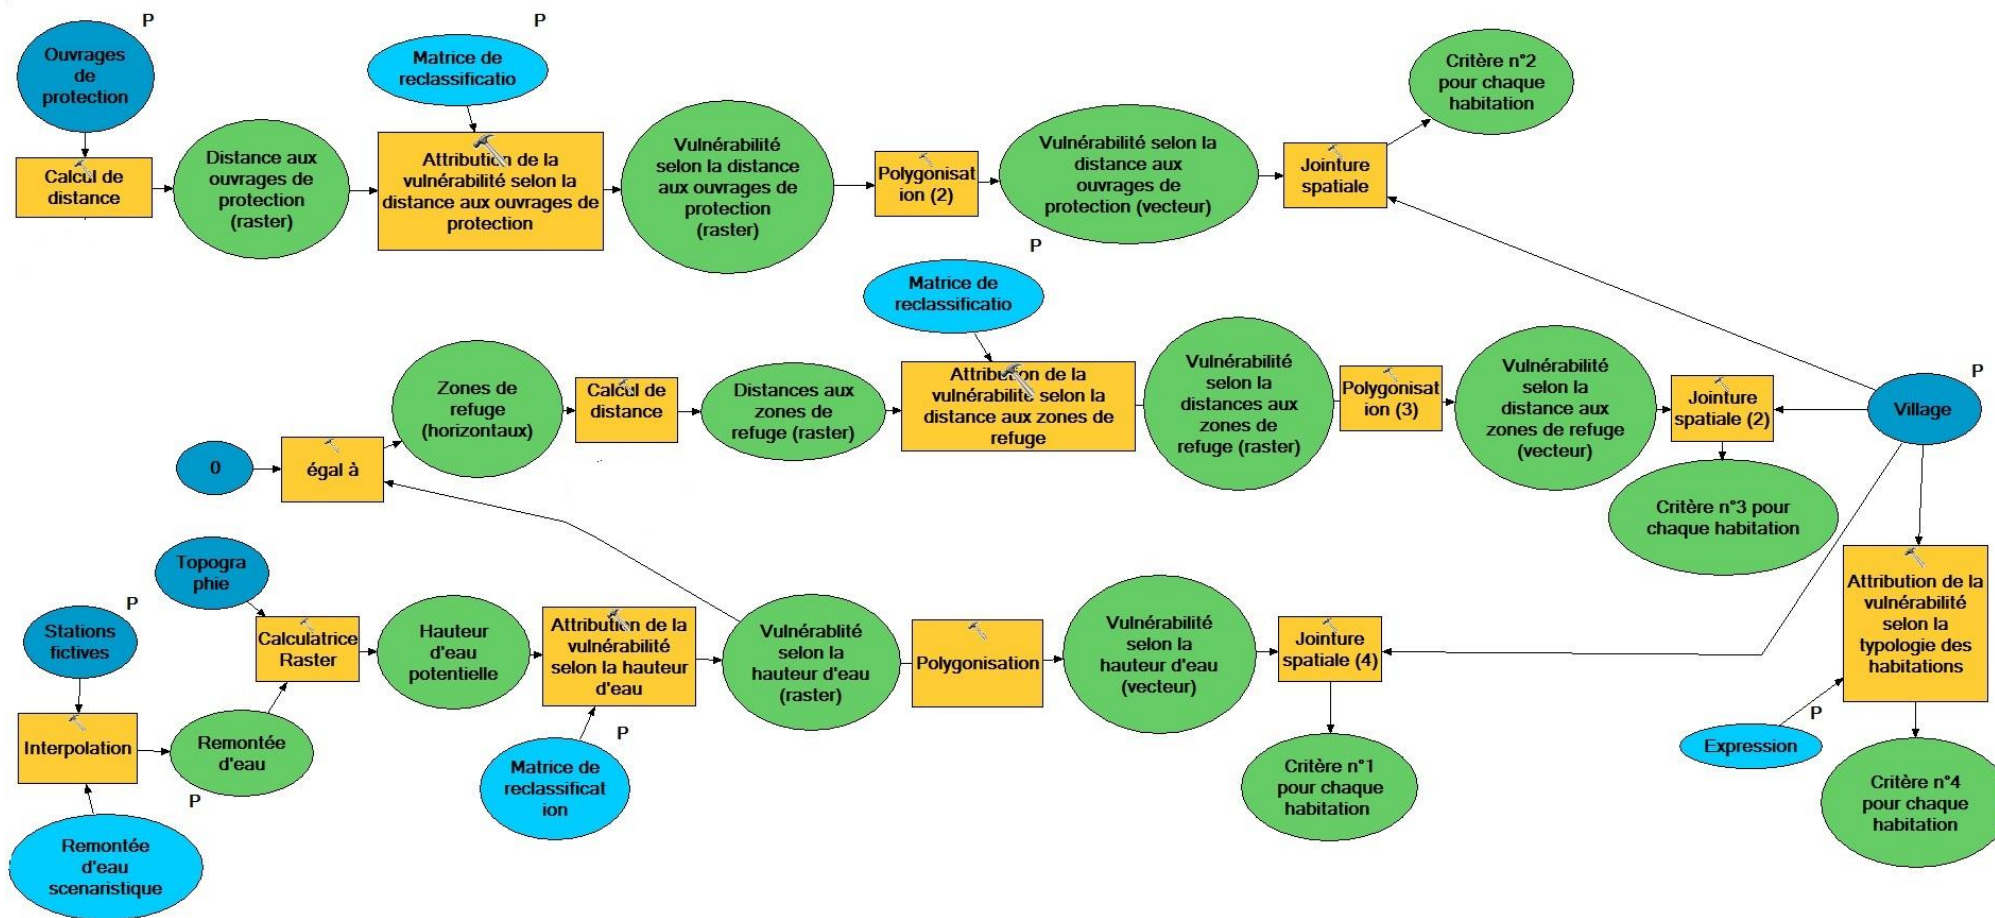 P
Ouvrages
de
protection
Calcul de
distance
Distance aux
ouvrages de
protection
(raster)
P
Matrice de
reclassificatio
Attribution de la
vulnérabilité selon la
distance aux ouvrages de
protection
Vulnérabilité
selon la distance
aux ouvrages de
protection
(raster)
Polygonisat
ion (2)
Vulnérabilité selon la
distance aux
ouvrages de
protection (vecteur)
Jointure
spatiale
Critère n°2
pour chaque
habitation
P
Matrice de
reclassificatio
0
égal à
Zones de
refuge
(horizontaux)
Calcul de
distance
Distances aux
zones de
refuge (raster)
Attribution de la
vulnérabilité selon la
distance aux zones de
refuge
Vulnérabilité
selon la
distances aux
zones de
refuge (raster)
Polygonisat
ion (3)
Vulnérabilité
selon la
distance aux
zones de refuge
(vecteur)
Jointure
spatiale (2)
P
Village
Critère n°3 pour
chaque habitation
Topogra
phie
P
Stations
fictives
Interpolation
P
Remontée
d'eau
scenaristique
Remontée
d'eau
Calculatrice
Raster
Hauteur
d'eau
potentielle
Attribution de la
vulnérabilité
selon la hauteur
d'eau
P
Matrice de
reclassificat
ion
Vulnérablité
selon la
hauteur d'eau
(raster)
Polygonisation
Vulnérabilité
selon la
hauteur d'eau
(vecteur)
Jointure
spatiale (4)
Critère n°1
pour chaque
habitation
Attribution de la
vulnérabilité
selon la
typologie des
habitations
P
Expression
Critère n°4
pour chaque
habitation